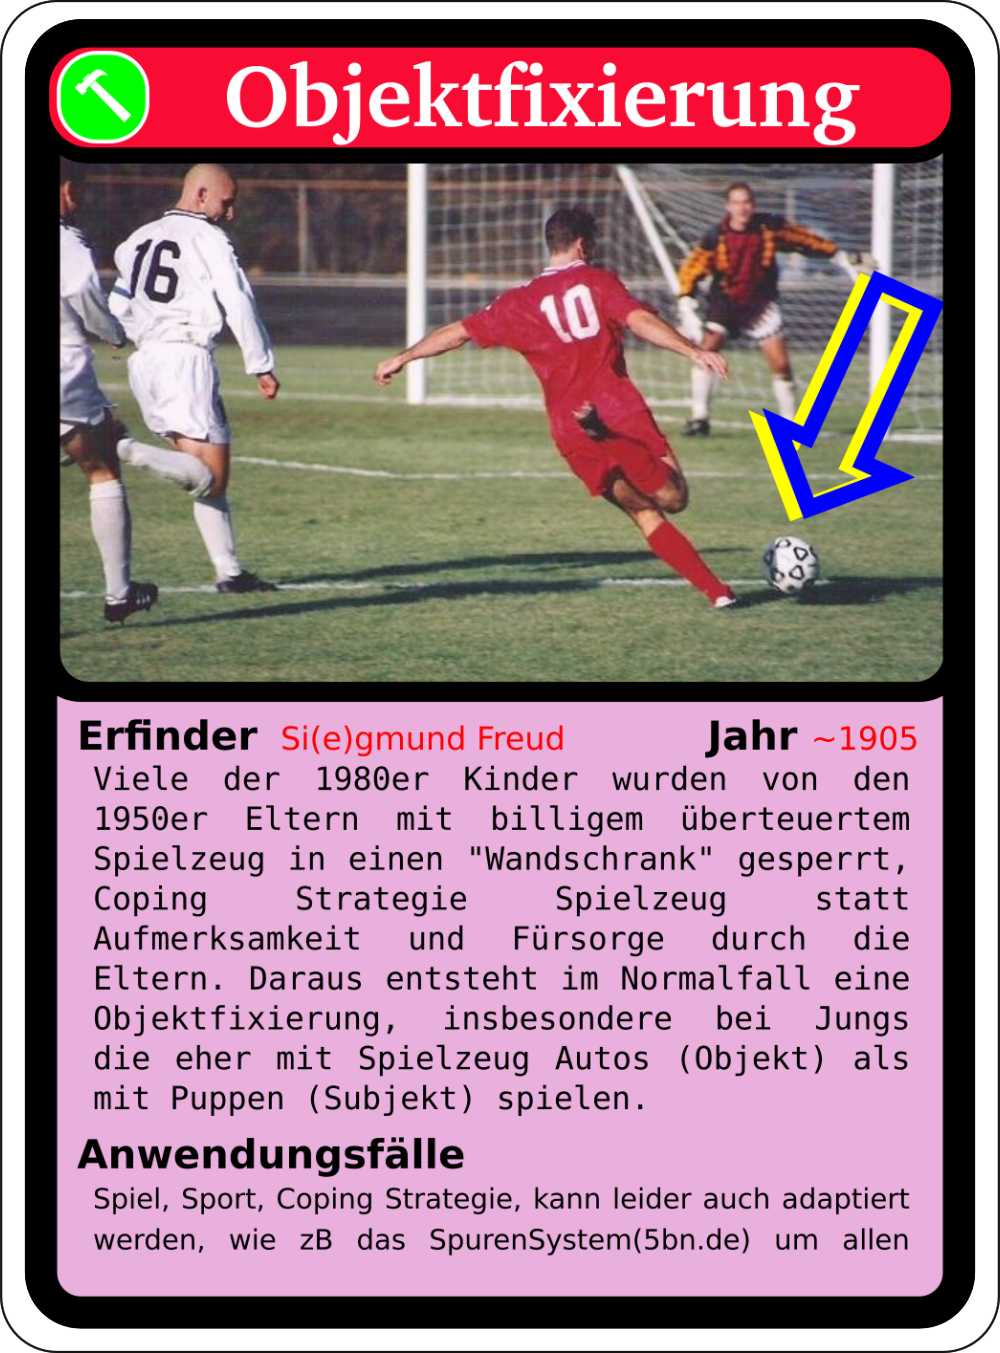 Objektfixierung
16
10
Erfinder Si(e)gmund Freud Jahr ~1905
Viele der 1980er Kinder wurden von den
1950er Eltern mit billigem überteuertem
Spielzeug in einen "Wandschrank" gesperrt,
Coping Strategie Spielzeug statt
Aufmerksamkeit und Fürsorge durch die
Eltern. Daraus entsteht im Normalfall eine
Objektfixierung, insbesondere bei Jungs
die eher mit Spielzeug Autos (Objekt) als
mit Puppen (Subjekt) spielen.
Anwendungsfälle
Spiel, Sport, Coping Strategie, kann leider auch adaptiert
werden, wie zB das SpurenSystem(5bn.de) um allen